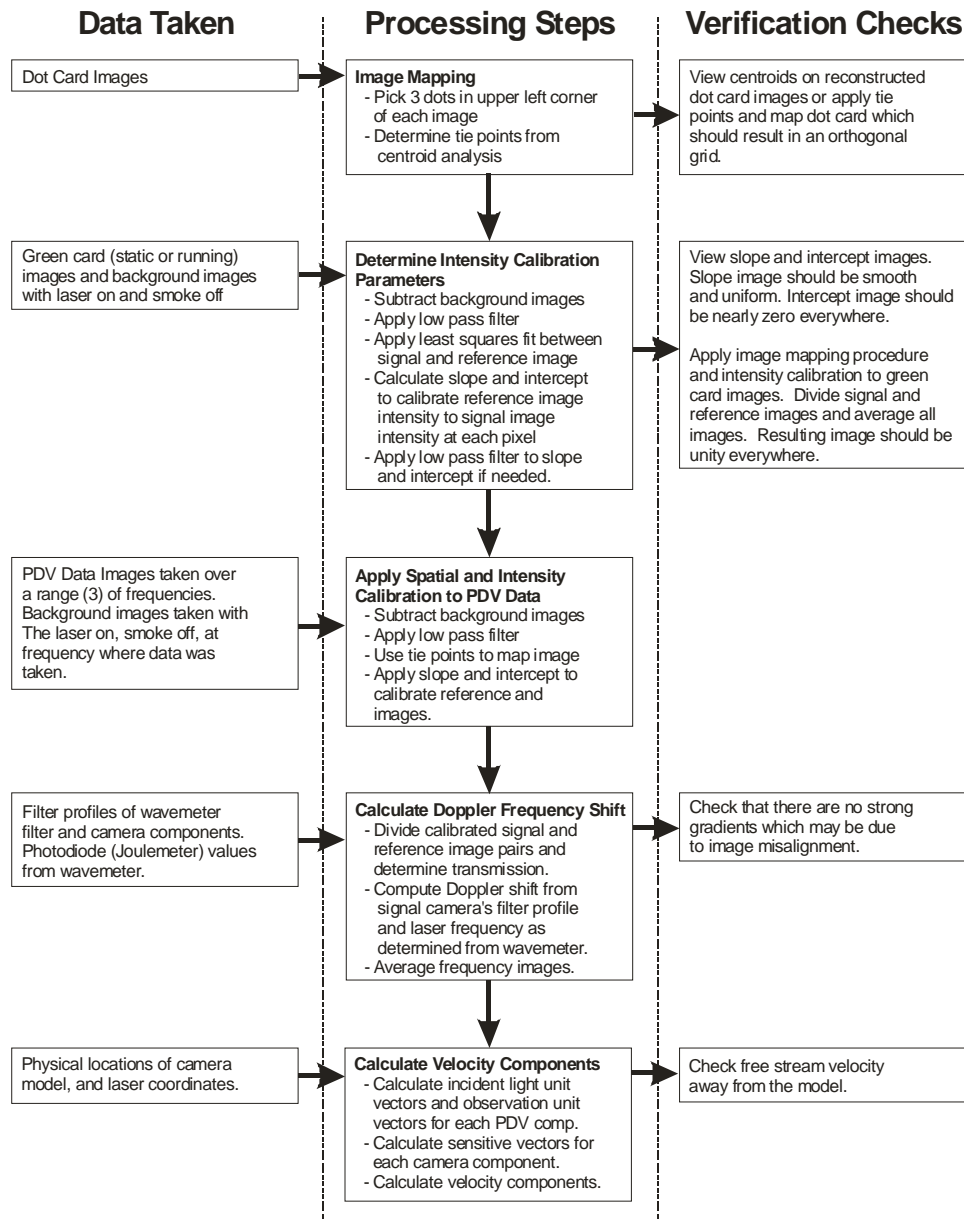 Data Taken
Processing Steps
Verification Checks
Dot Card Images
Image Mapping
- Pick 3 dots in upper left corner
of each image
- Determine tie points from
centroid analysis
View centroids on reconstructed
dot card images or apply tie
points and map dot card which
should result in an orthogonal
grid.
Green card (static or running)
images and background images
with laser on and smoke off
Determine Intensity Calibration
Parameters
- Subtract background images
- Apply low pass filter
- Apply least squares fit between
signal and reference image
- Calculate slope and intercept
to calibrate reference image
intensity to signal image
intensity at each pixel
- Apply low pass filter to slope
and intercept if needed.
View slope and intercept images.
Slope image should be smooth
and uniform. Intercept image should
be nearly zero everywhere.
Apply image mapping procedure
and intensity calibration to green
card images. Divide signal and
reference images and average all
images. Resulting image should be
unity everywhere.
PDV Data Images taken over
a range (3) of frequencies.
Background images taken with
The laser on, smoke off, at
frequency where data was
taken.
Apply Spatial and Intensity
Calibration to PDV Data
- Subtract background images
- Apply low pass filter
- Use tie points to map image
- Apply slope and intercept to
calibrate reference and
images.
Filter profiles of wavemeter
filter and camera components.
Photodiode (Joulemeter) values
from wavemeter.
Calculate Doppler Frequency Shift
- Divide calibrated signal and
reference image pairs and
determine transmission.
- Compute Doppler shift from
signal camera's filter profile
and laser frequency as
determined from wavemeter.
- Average frequency images.
Check that there are no strong
gradients which may be due
to image misalignment.
Physical locations of camera
model, and laser coordinates.
Calculate Velocity Components
- Calculate incident light unit
vectors and observation unit
vectors for each PDV comp.
- Calculate sensitive vectors for
each camera component.
- Calculate velocity components.
Check free stream velocity
away from the model.